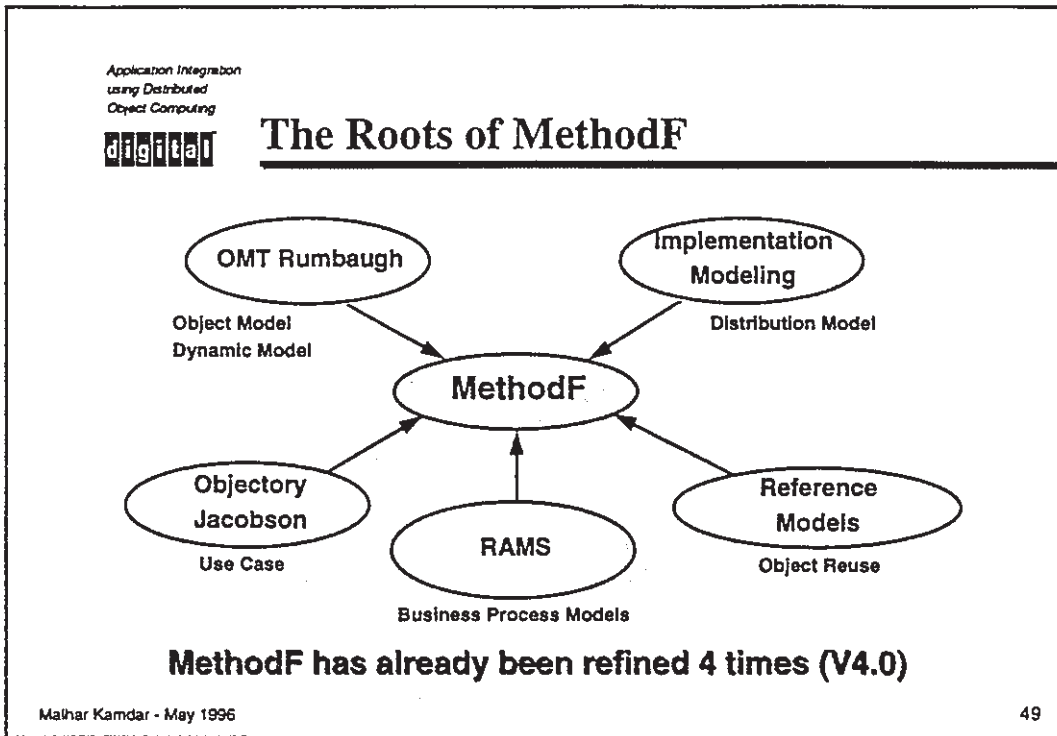 Application Integration
using Distributed
Object Computing
digital
The Roots of MethodF
OMT Rumbaugh
Object Model
Dynamic Model
Implementation
Modeling
Distribution Model
MethodF
Objectory
Jacobson
Use Case
RAMS
Business Process Models
Reference
Models
Object Reuse
MethodF has already been refined 4 times (V4.0)
Malhar Kamdar - May 1996
49